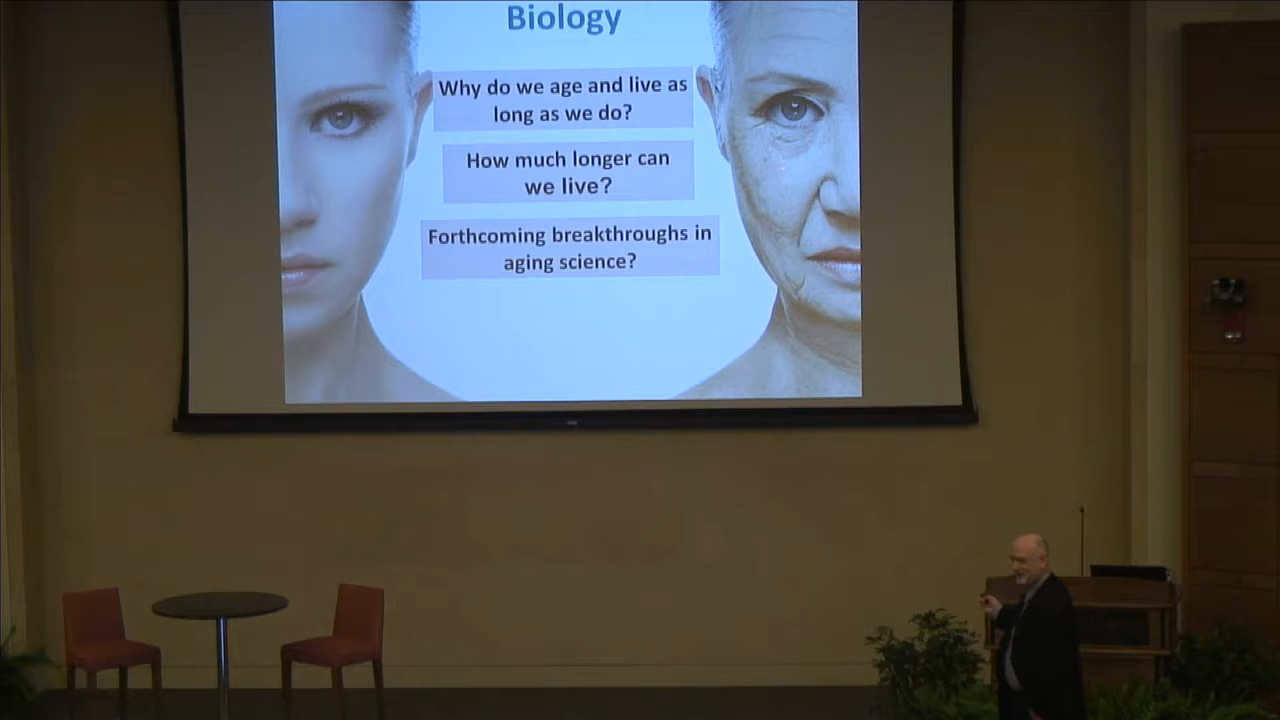 Biology
Why do we age and live as
long as we do?
How much longer can
we live?
Forthcoming breakthroughs in
aging science?